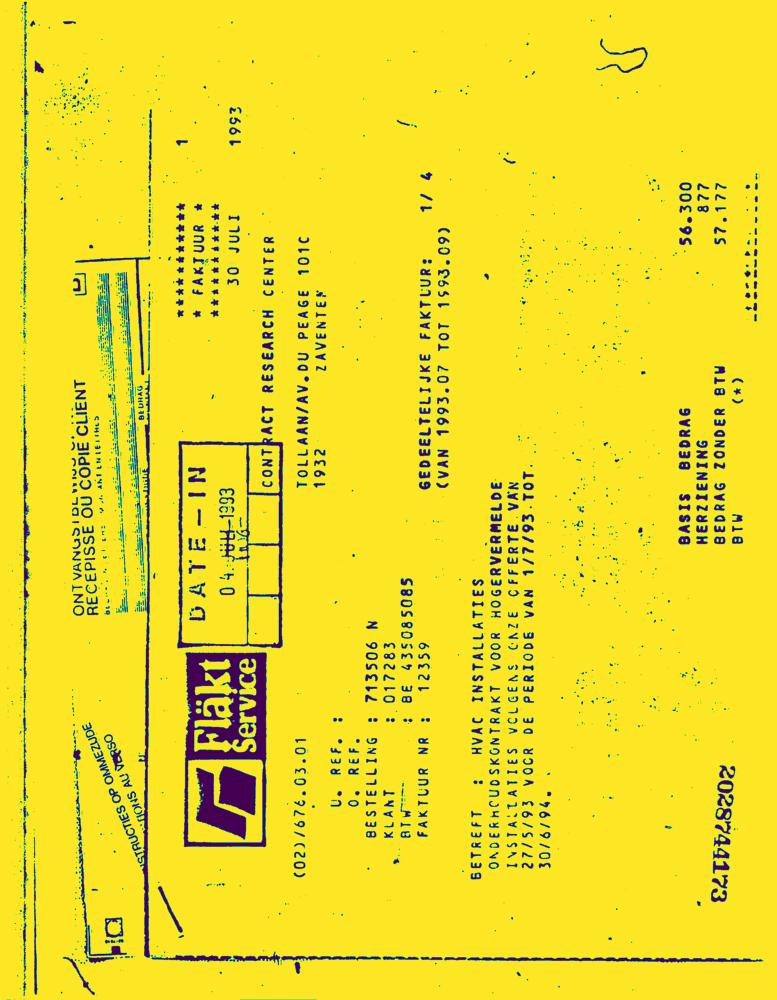 ONTVANGSTBEWIJS
RECEPISSE OU COPIE CLIENT
BEDRAG
INSTRUCTIES OP OMMEZIJDE
AU VERSO
Fläkt
Service
DATE-IN
04. 1993
********** 1
* FAKTUUR *
**********
30 JULI 1993
CONTRACT RESEARCH CENTER
TOLLAAN/AV.DU PEAGE 101C
1932 ZAVENTEM
(02)/676.03.01
U. REF. :
O. REF.
BESTELLING : 713506 N
KLANT : 017283
BTW : BE 435085085
FAKTUUR NR : 12359
GEDEELTELIJKE FAKTUUR: 1/ 4
(VAN 1993.07 TOT 1993.09)
BETREFT : HVAC INSTALLATIES
ONDERHOUDSKONTRAKT VOOR HOGERVERMELDE
INSTALLATIES VOLGENS ONZE OFFERTE VAN
27/5/93 VOOR DE PERIODE VAN 1/7/93 TOT
30/6/94.
BASIS BEDRAG 56.300
HERZIENING 877
BEDRAG ZONDER BTW 57.177
BTW (*)
2028744173